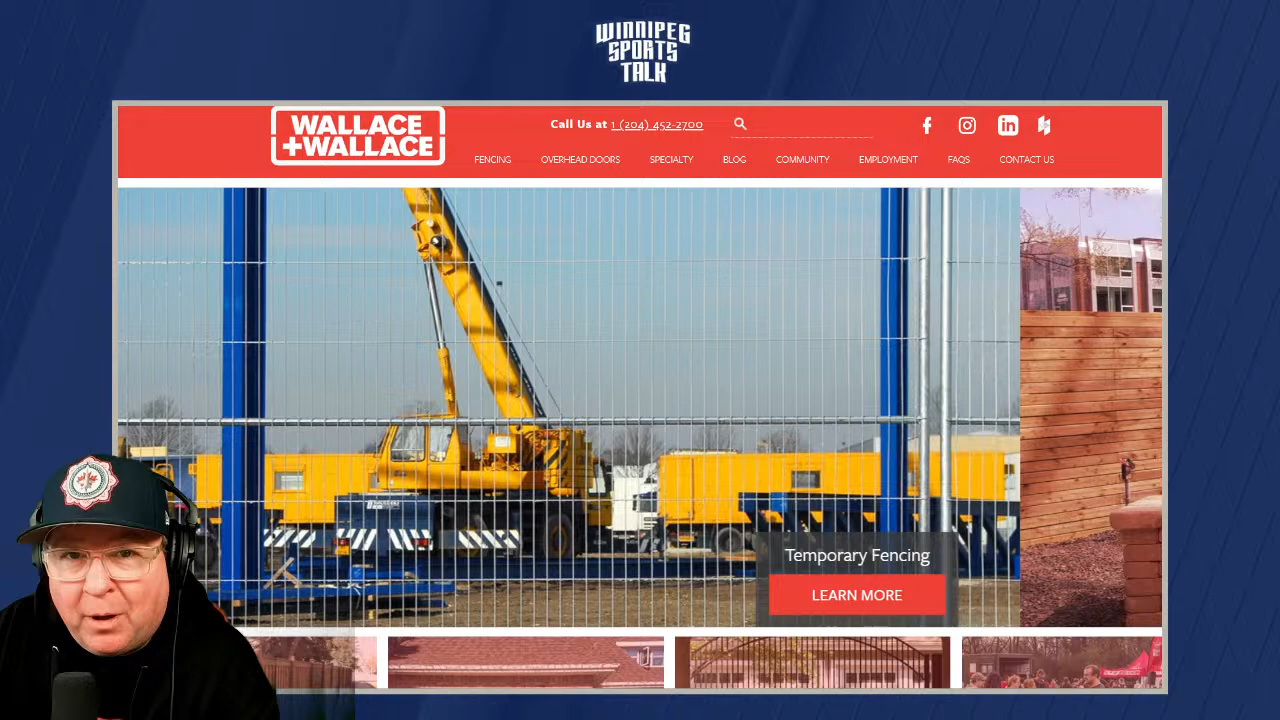 WINNIPEG
SPORTS
TALK
WALLACE
+WALLACE
Call Us at 1 (204) 452-2700
FENCING
OVERHEAD DOORS
SPECIALTY
BLOG
COMMUNITY
EMPLOYMENT
FAQS
CONTACT US
Temporary Fencing
LEARN MORE